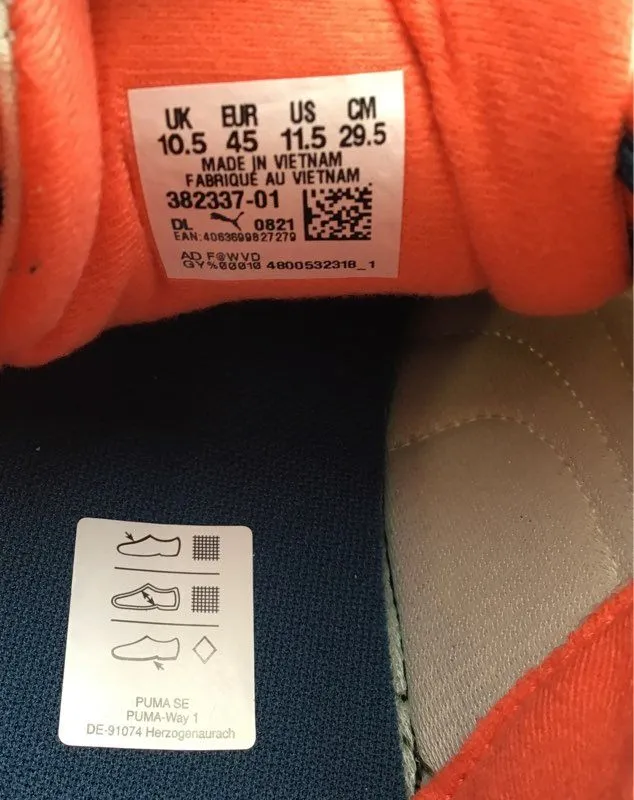 UK EUR US CM
10.5 45 11.5 29.5
MADE IN VIETNAM
FABRIQUÉ AU VIETNAM
382337-01
DL 0821
EAN:4063699827279
AD F@WVD
GY%00010 4800532318_1
PUMA SE
PUMA-Way 1
DE-91074 Herzogenaurach